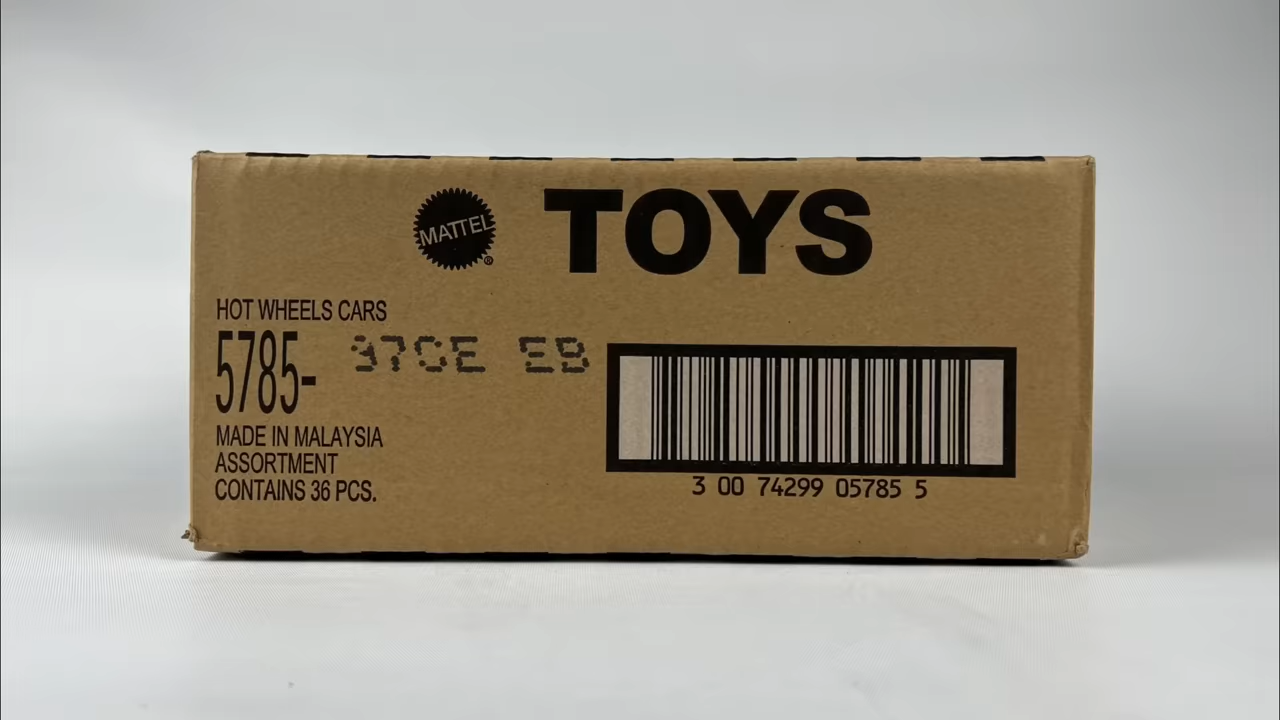 MATTEL
®
TOYS
HOT WHEELS CARS
5785- 97CE EB
MADE IN MALAYSIA
ASSORTMENT
CONTAINS 36 PCS.
3 00 74299 05785 5